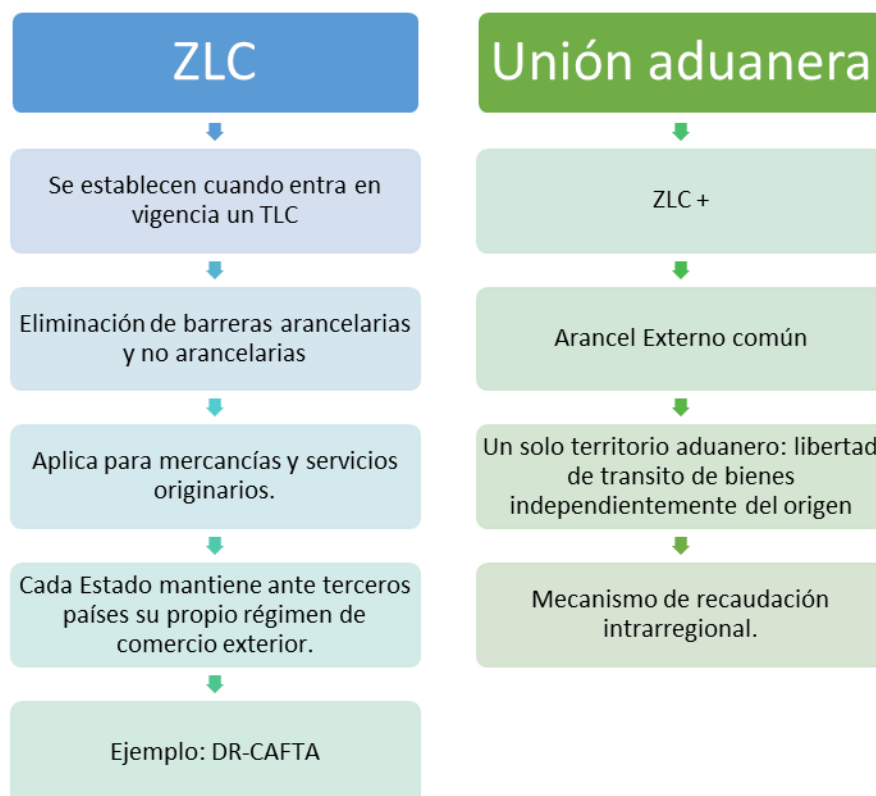 ZLC
Se establecen cuando entra en
vigencia un TLC
Eliminación de barreras arancelarias
y no arancelarias
Aplica para mercancías y servicios
originarios.
Cada Estado mantiene ante terceros
países su propio régimen de
comercio exterior.
Ejemplo: DR-CAFTA
Unión aduanera
ZLC +
Arancel Externo común
Un solo territorio aduanero: libertad
de transito de bienes
independientemente del origen
Mecanismo de recaudación
intrarregional.